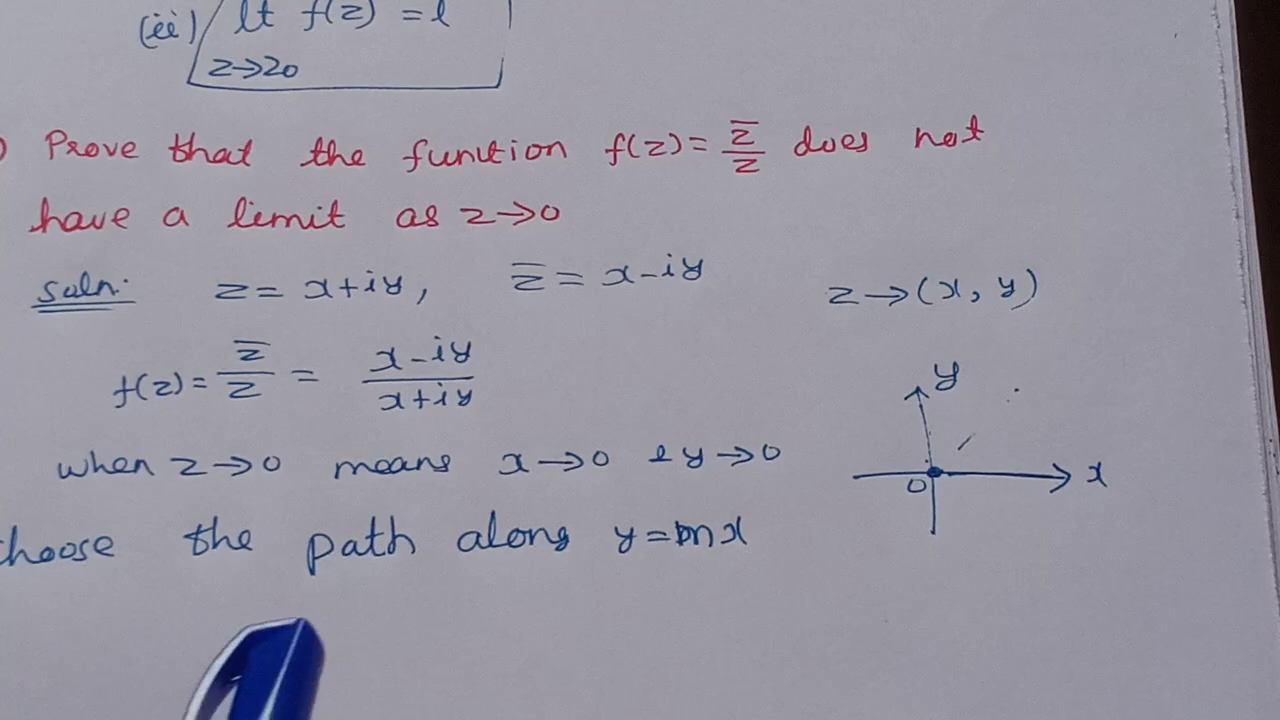 (ii) lt f(z) = l
z→z0
Prove that the function f(z) = z̅/z does not
have a limit as z→0
Soln: z = x+iy, z̅ = x-iy z→(x, y)
f(z) = z̅/z = (x-iy)/(x+iy)
y
when z→0 means x→0 & y→0
0 x
choose the path along y=mx